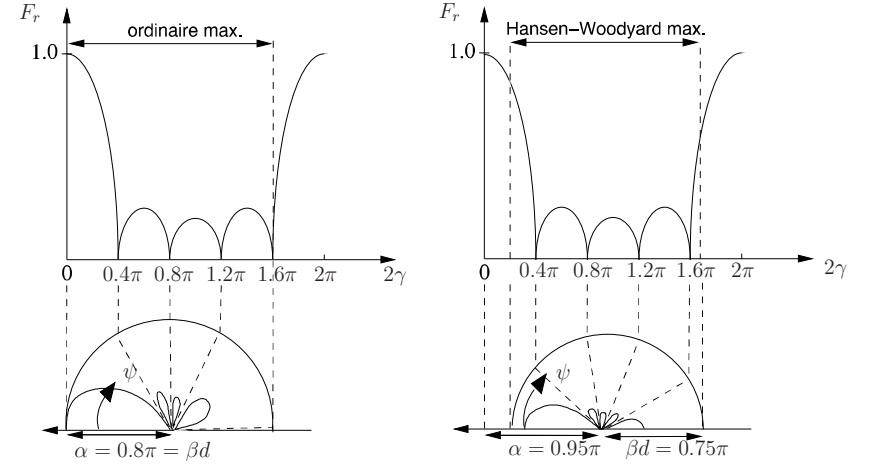 F_r
ordinaire max.
1.0
0 0.4π 0.8π 1.2π 1.6π 2π 2γ
ψ
α = 0.8π = βd
F_r
Hansen−Woodyard max.
1.0
0 0.4π 0.8π 1.2π 1.6π 2π 2γ
ψ
α = 0.95π βd = 0.75π